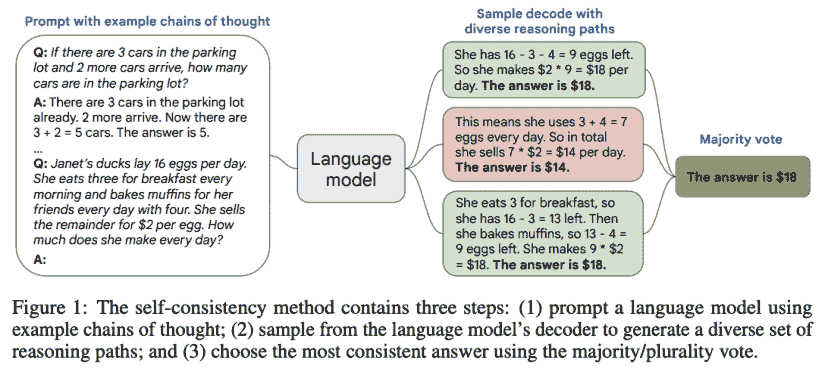 Prompt with example chains of thought
Q: If there are 3 cars in the parking
lot and 2 more cars arrive, how many
cars are in the parking lot?
A: There are 3 cars in the parking lot
already. 2 more arrive. Now there are
3 + 2 = 5 cars. The answer is 5.
...
Q: Janet's ducks lay 16 eggs per day.
She eats three for breakfast every
morning and bakes muffins for her
friends every day with four. She sells
the remainder for $2 per egg. How
much does she make every day?
A:
Language
model
Sample decode with
diverse reasoning paths
She has 16 - 3 - 4 = 9 eggs left.
So she makes $2 * 9 = $18 per
day. The answer is $18.
This means she uses 3 + 4 = 7
eggs every day. So in total
she sells 7 * $2 = $14 per day.
The answer is $14.
She eats 3 for breakfast, so
she has 16 - 3 = 13 left. Then
she bakes muffins, so 13 - 4 =
9 eggs left. She makes 9 * $2
= $18. The answer is $18.
Majority vote
The answer is $18
Figure 1: The self-consistency method contains three steps: (1) prompt a language model using
example chains of thought; (2) sample from the language model's decoder to generate a diverse set of
reasoning paths; and (3) choose the most consistent answer using the majority/plurality vote.